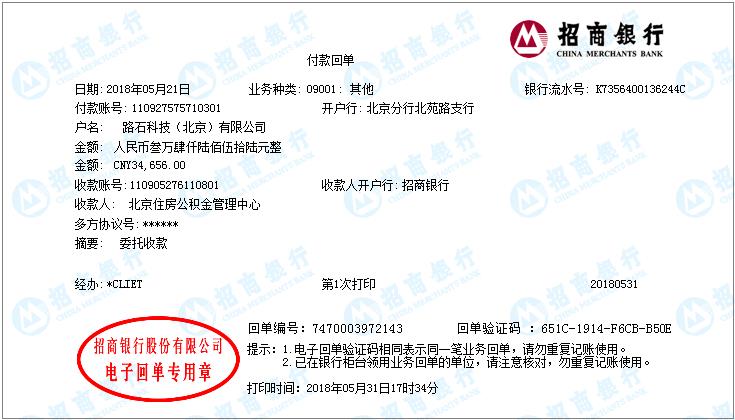 招商银行
CHINA MERCHANTS BANK
付款回单
日期:2018年05月21日 业务种类: 09001: 其他 银行流水号: K7356400136244C
付款账号:110927575710301 开户行:北京分行北苑路支行
户名: 路石科技（北京）有限公司
金额: 人民币叁万肆仟陆佰伍拾陆元整
金额: CNY34,656.00
收款账号:110905276110801 收款人开户行:招商银行
收款人: 北京住房公积金管理中心
多方协议号:******
摘要: 委托收款
经办:*CLIET 第1次打印 20180531
回单编号: 7470003972143 回单验证码 : 651C-1914-F6CB-B50E
提示: 1.电子回单验证码相同表示同一笔业务回单，请勿重复记账使用。
2.已在银行柜台领用业务回单的单位，请注意核对，勿重复记账使用。
打印时间: 2018年05月31日17时34分
招商银行股份有限公司
电子回单专用章